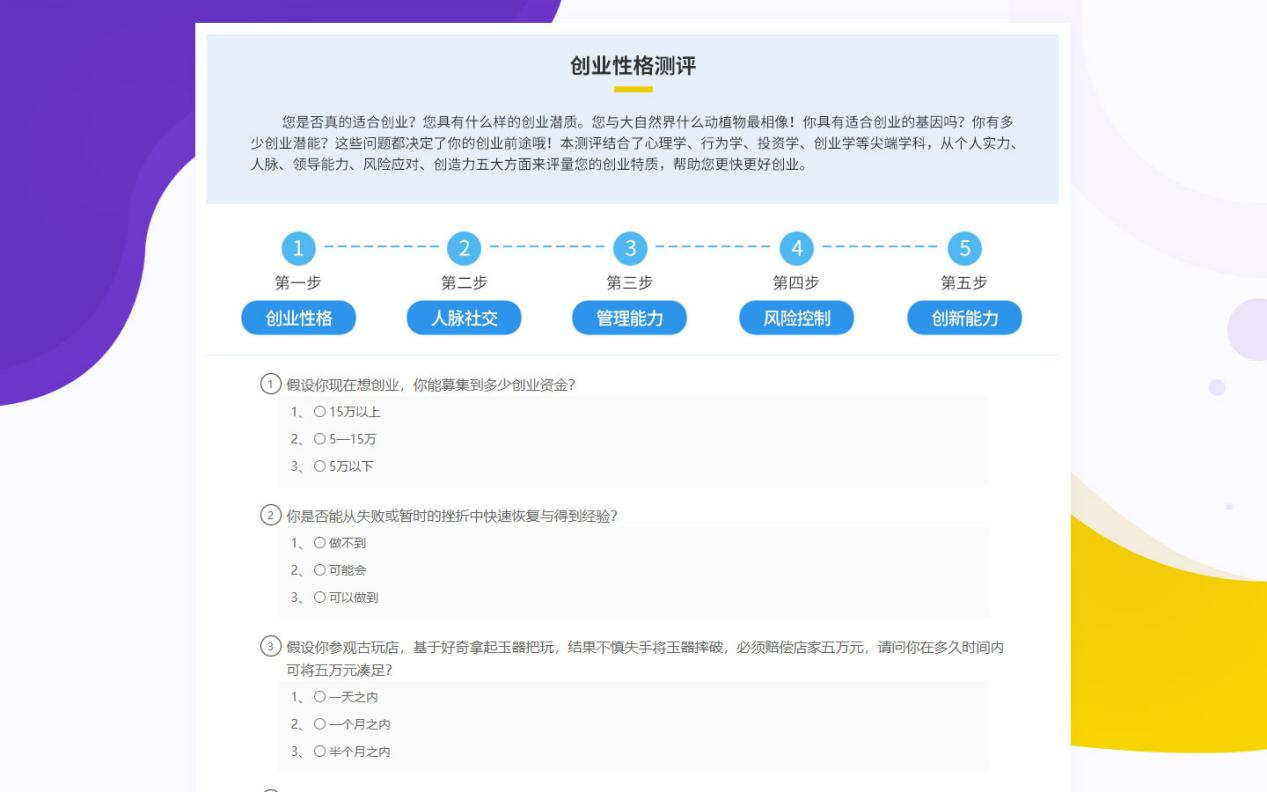 创业性格测评
您是否真的适合创业？您具有什么样的创业潜质。您与大自然界什么动植物最相像！你具有适合创业的基因吗？你有多
少创业潜能？这些问题都决定了你的创业前途哦！本测评结合了心理学、行为学、投资学、创业学等尖端学科，从个人实力、
人脉、领导能力、风险应对、创造力五大方面来评量您的创业特质，帮助您更快更好创业。
1 2 3 4 5
第一步 第二步 第三步 第四步 第五步
创业性格 人脉社交 管理能力 风险控制 创新能力
1 假设你现在想创业，你能募集到多少创业资金？
1、 15万以上
2、 5—15万
3、 5万以下
2 你是否能从失败或暂时的挫折中快速恢复与得到经验？
1、 做不到
2、 可能会
3、 可以做到
3 假设你参观古玩店，基于好奇拿起玉器把玩，结果不慎失手将玉器摔破，必须赔偿店家五万元，请问你在多久时间内
可将五万元凑足？
1、 一天之内
2、 一个月之内
3、 半个月之内